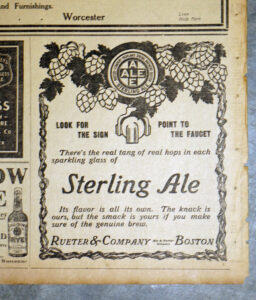 and Furnishings.
Worcester
ALE
LOOK FOR
THE SIGN
POINT TO
THE FAUCET
There's the real tang of real hops in each
sparkling glass of
Sterling Ale
Its flavor is all its own. The knack is
ours, but the smack is yours if you make
sure of the genuine brew.
RUETER & COMPANY BOSTON